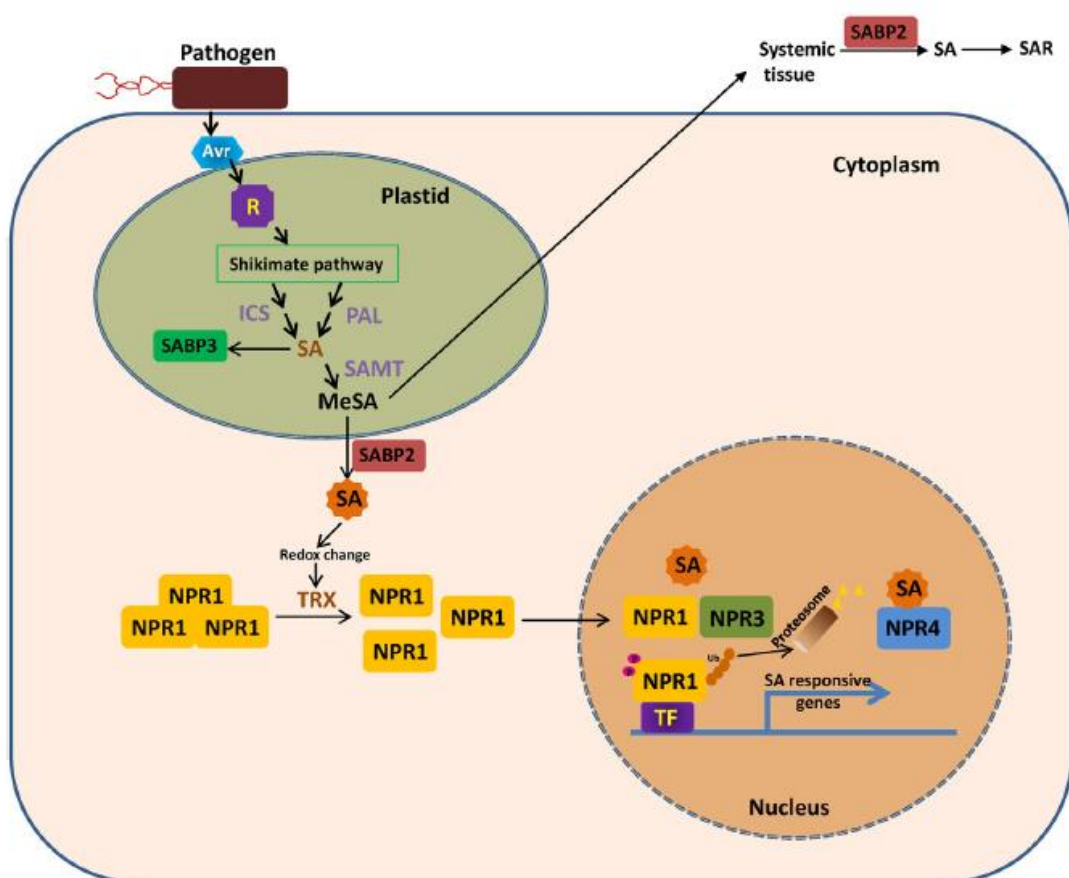 Pathogen
SABP2
Systemic
tissue
SA
SAR
Avr
Cytoplasm
Plastid
R
Shikimate pathway
ICS
PAL
SABP3
SA
SAMT
MeSA
SABP2
SA
Redox change
TRX
NPR1
NPR1 NPR1
NPR1
NPR1
NPR1
SA
NPR1
NPR3
Proteosome
SA
NPR4
P
P
NPR1
Ub
TF
SA responsive
genes
Nucleus